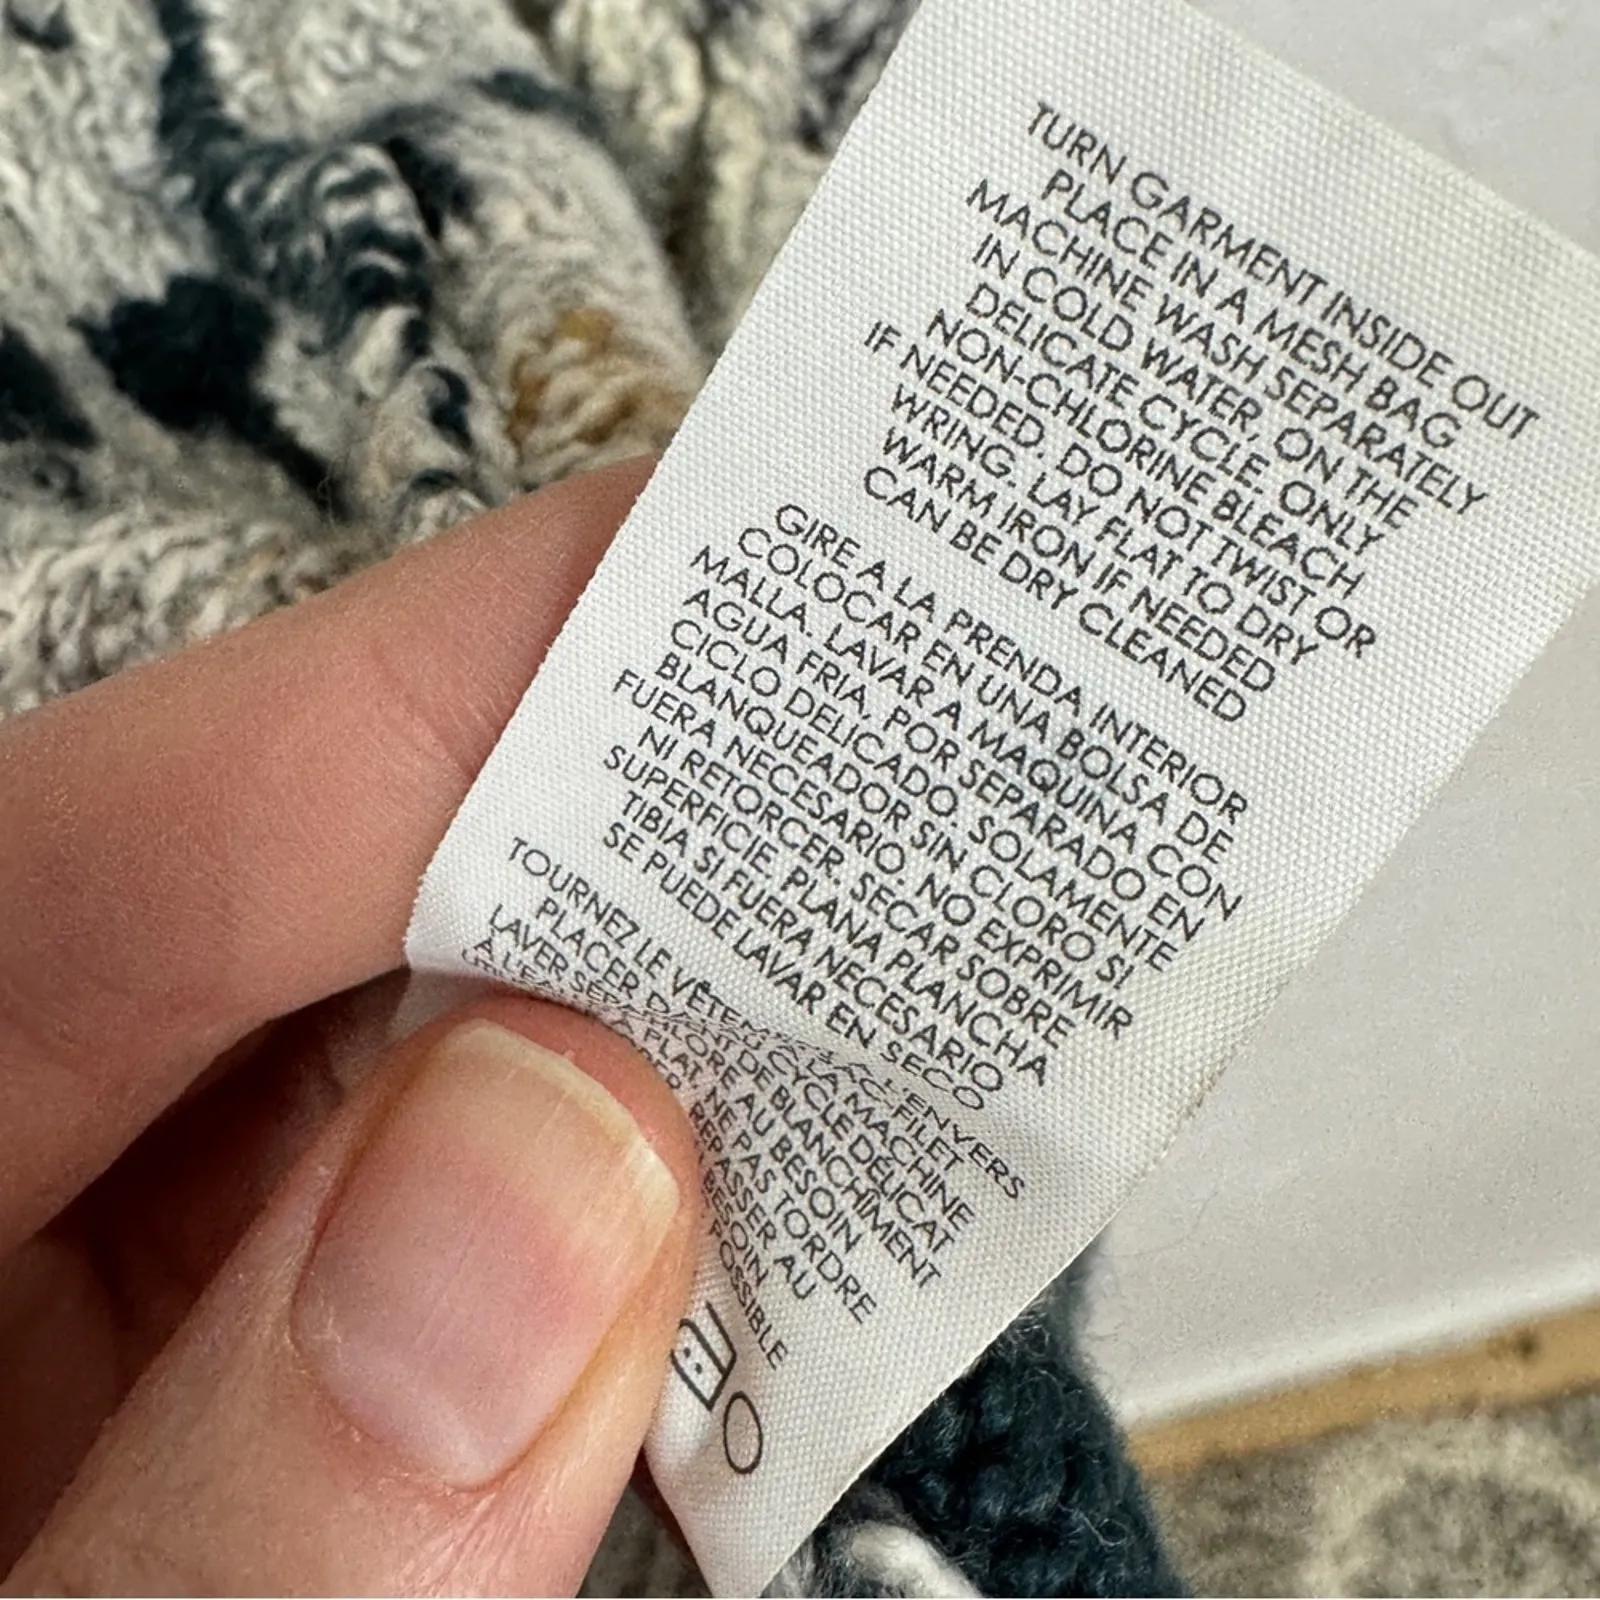 TURN GARMENT INSIDE OUT
PLACE IN A MESH BAG
MACHINE WASH SEPARATELY
IN COLD WATER, ON THE
DELICATE CYCLE. ONLY
NON-CHLORINE BLEACH
IF NEEDED. DO NOT TWIST OR
WRING. LAY FLAT TO DRY
WARM IRON IF NEEDED
CAN BE DRY CLEANED
GIRE A LA PRENDA INTERIOR
COLOCAR EN UNA BOLSA DE
MALLA. LAVAR A MAQUINA CON
AGUA FRIA, POR SEPARADO EN
CICLO DELICADO. SOLAMENTE
BLANQUEADOR SIN CLORO SI
FUERA NECESARIO. NO EXPRIMIR
NI RETORCER. SECAR SOBRE
SUPERFICIE PLANA PLANCHA
TIBIA SI FUERA NECESARIO
SE PUEDE LAVAR EN SECO
TOURNEZ LE VÊTEMENT À L'ENVERS
PLACER FILET
LAVER MACHINE
À CYCLE DÉLICAT
DE BLANCHIMENT
AU BESOIN
PLAT. NE PAS TORDRE
REPASSER AU
BESOIN
POSSIBLE